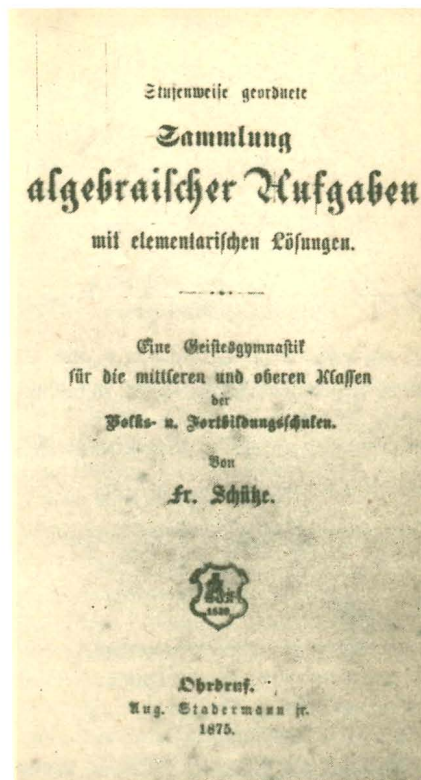 Stufenweise geordnete
Sammlung
algebraischer Aufgaben
mit elementarischen Lösungen.
Eine Geistesgymnastik
für die mittleren und oberen Klassen
der
Volks- u. Fortbildungsschulen.
Von
Fr. Schütze.
Ohrdruf.
Aug. Stadermann jr.
1875.